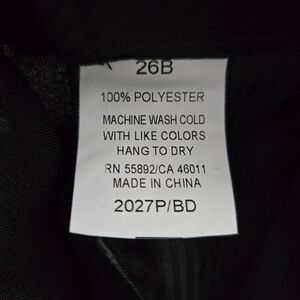 26B
100% POLYESTER
MACHINE WASH COLD
WITH LIKE COLORS
HANG TO DRY
RN 55892/CA 46011
MADE IN CHINA
2027P/BD